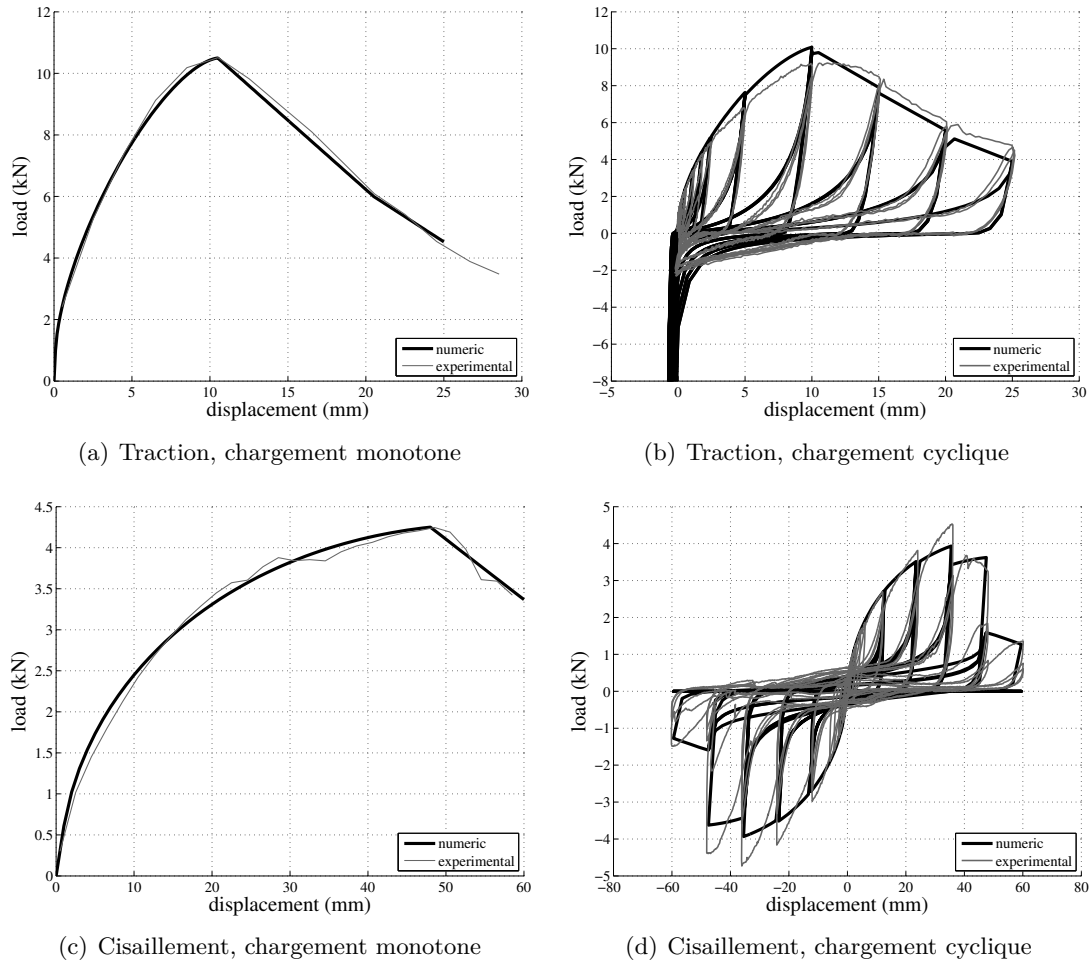 12
10
8
6
4
2
0
load (kN)
0 5 10 15 20 25 30
displacement (mm)
numeric
experimental
(a) Traction, chargement monotone
12
10
8
6
4
2
0
−2
−4
−6
−8
load (kN)
−5 0 5 10 15 20 25 30
displacement (mm)
numeric
experimental
(b) Traction, chargement cyclique
4.5
4
3.5
3
2.5
2
1.5
1
0.5
0
load (kN)
0 10 20 30 40 50 60
displacement (mm)
numeric
experimental
(c) Cisaillement, chargement monotone
5
4
3
2
1
0
−1
−2
−3
−4
−5
load (kN)
−80 −60 −40 −20 0 20 40 60 80
displacement (mm)
numeric
experimental
(d) Cisaillement, chargement cyclique